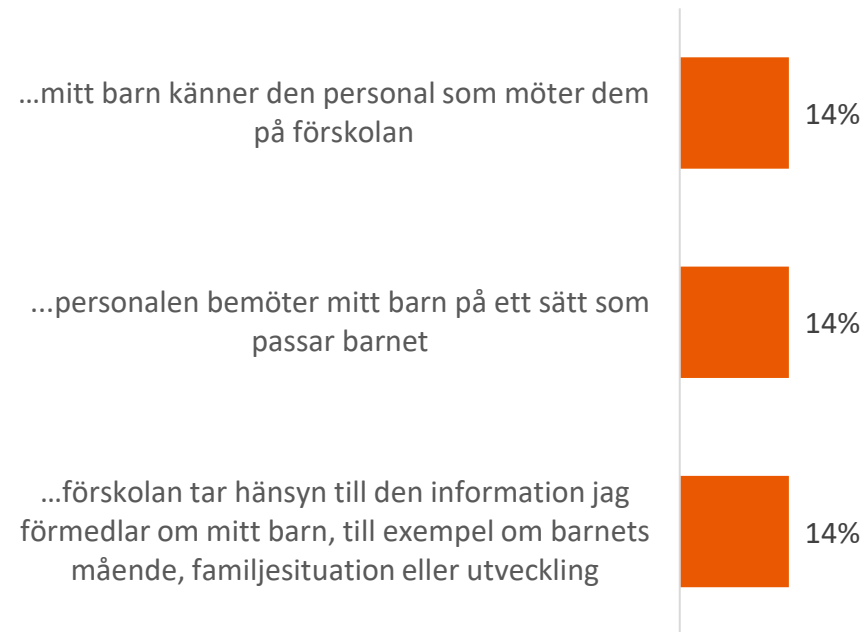 …mitt barn känner den personal som möter dem
på förskolan
14%
...personalen bemöter mitt barn på ett sätt som
passar barnet
14%
…förskolan tar hänsyn till den information jag
förmedlar om mitt barn, till exempel om barnets
mående, familjesituation eller utveckling
14%